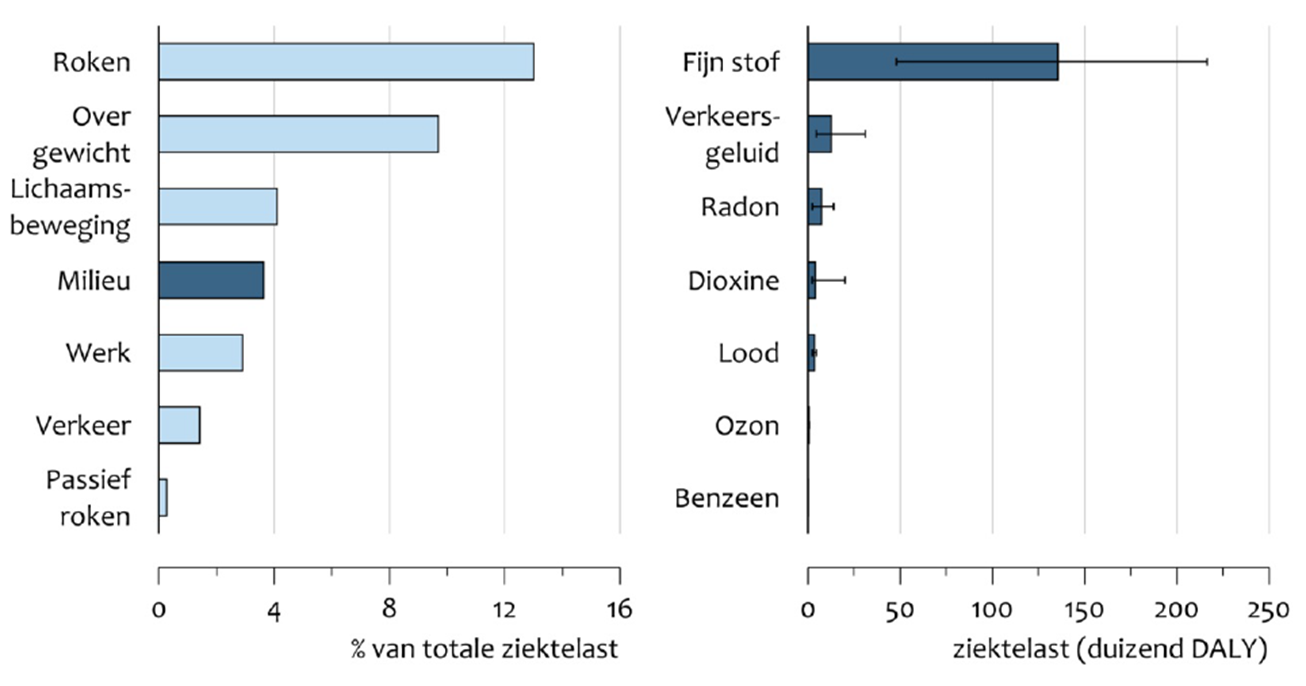 Roken
Over
gewicht
Lichaams-
beweging
Milieu
Werk
Verkeer
Passief
roken
0 4 8 12 16
% van totale ziektelast
Fijn stof
Verkeers-
geluid
Radon
Dioxine
Lood
Ozon
Benzeen
0 50 100 150 200 250
ziektelast (duizend DALY)